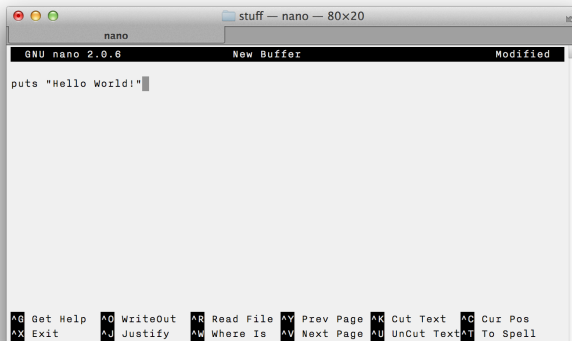 stuff — nano — 80×20
nano
GNU nano 2.0.6 New Buffer Modified
puts "Hello World!"
^G Get Help ^O WriteOut ^R Read File ^Y Prev Page ^K Cut Text ^C Cur Pos
^X Exit ^J Justify ^W Where Is ^V Next Page ^U UnCut Text ^T To Spell